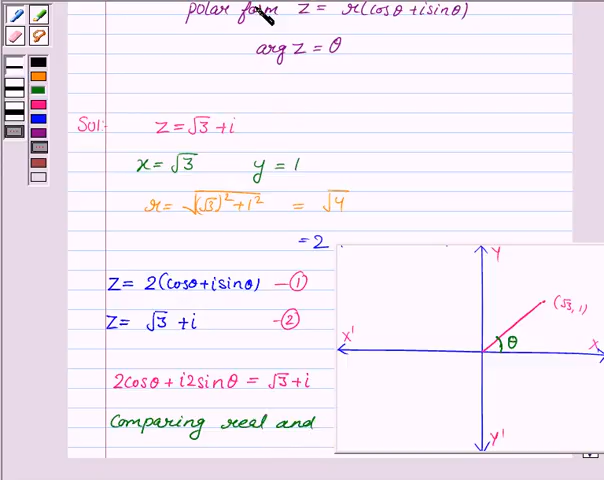 polar form z = r(cosθ+isinθ)
arg z = θ
Sol:- z = √3 + i
x = √3 y = 1
r = √((√3)²+1²) = √4
= 2
z = 2(cosθ+isinθ) —①
z = √3 + i —②
2cosθ + i2sinθ = √3+i
Comparing real and
Y
(√3, 1)
X'
θ
X
Y'